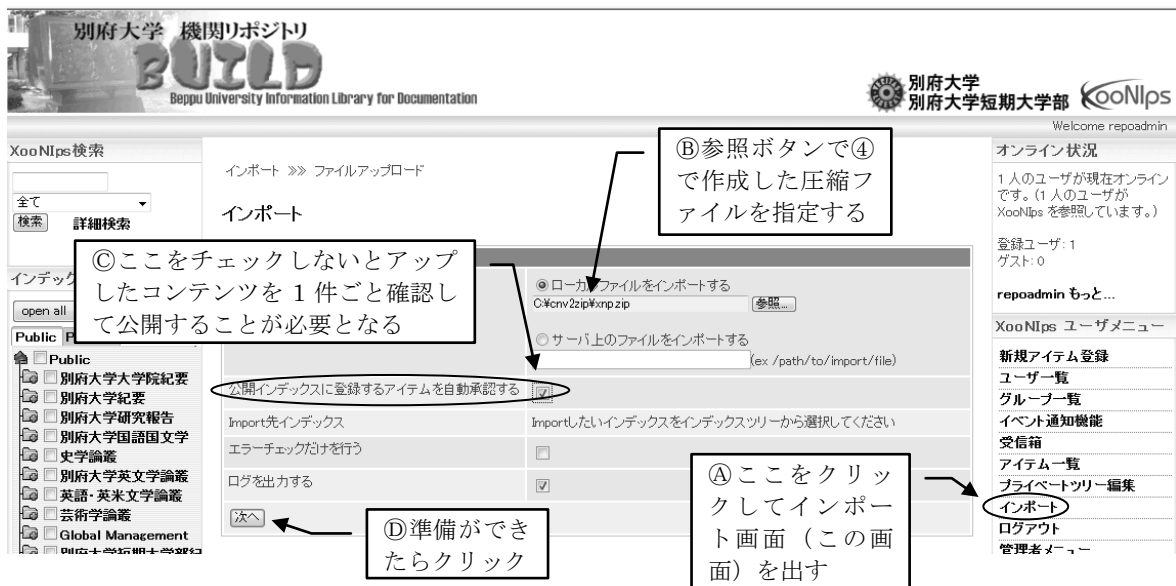 別府大学 機関リポジトリ
BUILD
Beppu University Information Library for Documentation
別府大学
別府大学短期大学部
XooNIps
Welcome repoadmin
XooNIps検索
全て
検索
詳細検索
インデック
open all
Public
P
Public
別府大学大学院紀要
別府大学紀要
別府大学研究報告
別府大学国語国文学
史学論叢
別府大学英文学論叢
英語・英米文学論叢
芸術学論叢
Global Management
別府大学短期大学部紀
インポート >>> ファイルアップロード
インポート
Ⓑ参照ボタンで④
で作成した圧縮フ
ァイルを指定する
Ⓒここをチェックしないとアップ
したコンテンツを 1 件ごと確認し
て公開することが必要となる
ローカルファイルをインポートする
C:¥cnv2zip¥xnp.zip
参照...
サーバ上のファイルをインポートする
(ex /path/to/import/file)
公開インデックスに登録するアイテムを自動承認する
Import先インデックス
Importしたいインデックスをインデックスツリーから選択してください
エラーチェックだけを行う
ログを出力する
次へ
Ⓓ準備ができ
たらクリック
Ⓐここをクリッ
クしてインポー
ト画面（この画
面）を出す
オンライン状況
1 人のユーザが現在オンライン
です。(1 人のユーザが
XooNIps を参照しています。)
登録ユーザ: 1
ゲスト: 0
repoadmin もっと...
XooNIps ユーザメニュー
新規アイテム登録
ユーザ一覧
グループ一覧
イベント通知機能
受信箱
アイテム一覧
プライベートツリー編集
インポート
ログアウト
管理者メニュー